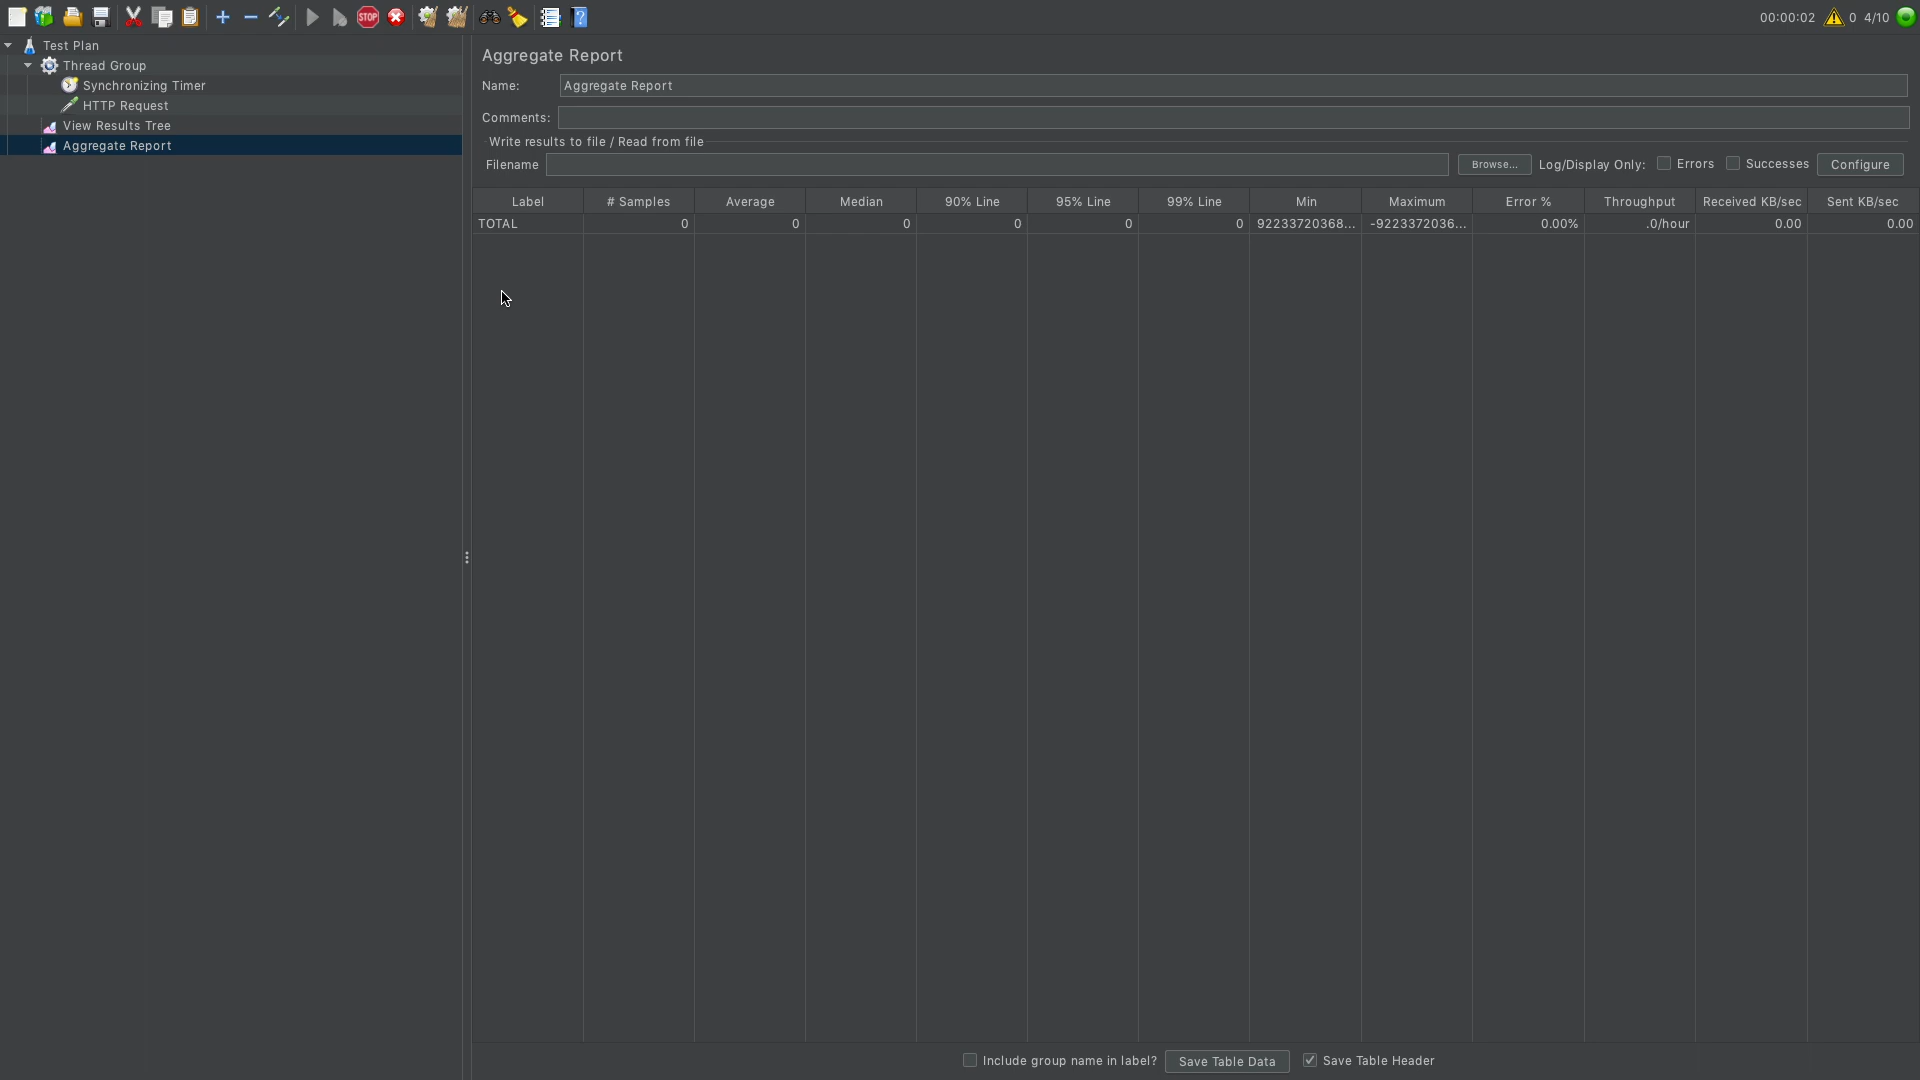 STOP
?
00:00:02 0 4/10
Test Plan
Thread Group
Synchronizing Timer
HTTP Request
View Results Tree
Aggregate Report
Aggregate Report
Name: Aggregate Report
Comments:
Write results to file / Read from file
Filename Browse... Log/Display Only: Errors Successes Configure
Label # Samples Average Median 90% Line 95% Line 99% Line Min Maximum Error % Throughput Received KB/sec Sent KB/sec
TOTAL 0 0 0 0 0 0 92233720368... -9223372036... 0.00% .0/hour 0.00 0.00
Include group name in label? Save Table Data Save Table Header